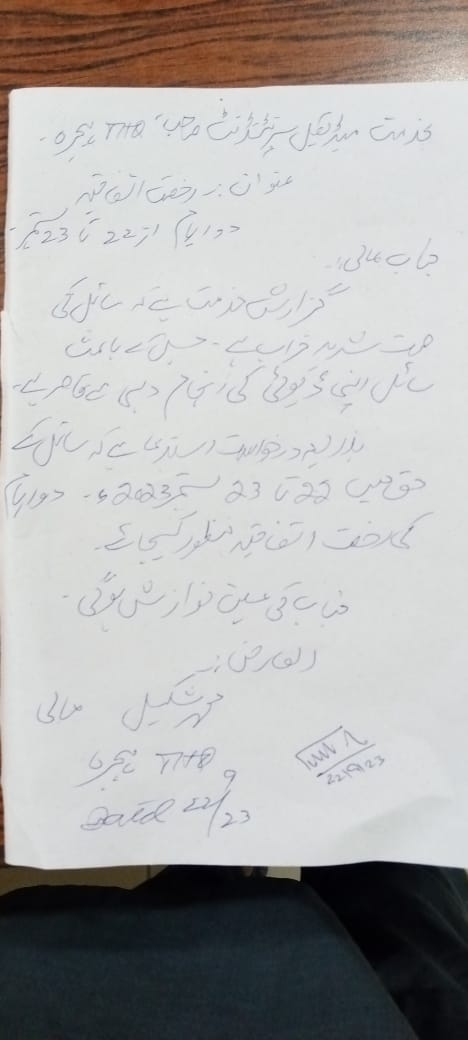 بخدمت میڈیکل سپرنٹنڈنٹ صاحب THQ ہجیرہ -
عنوان :- رخصت اتفاقیہ
دو ایام از 22 تا 23 ستمبر
جناب عالی :-
گزارش خدمت ہے کہ سائل کی
صحت شدید خراب ہے - جس کے باعث
سائل اپنی ڈیوٹی کی انجام دہی سے قاصر ہے -
بذریعہ درخواست استدعا ہے کہ سائل کے
حق میں 22 تا 23 ستمبر 2023ء - دو ایام
کی رخصت اتفاقیہ منظور کیجائے -
جناب کی عین نوازش ہو گی -
العارض :-
محمد شکیل مالی
THQ ہجیرہ
Dated 22/9/23
22/9/23